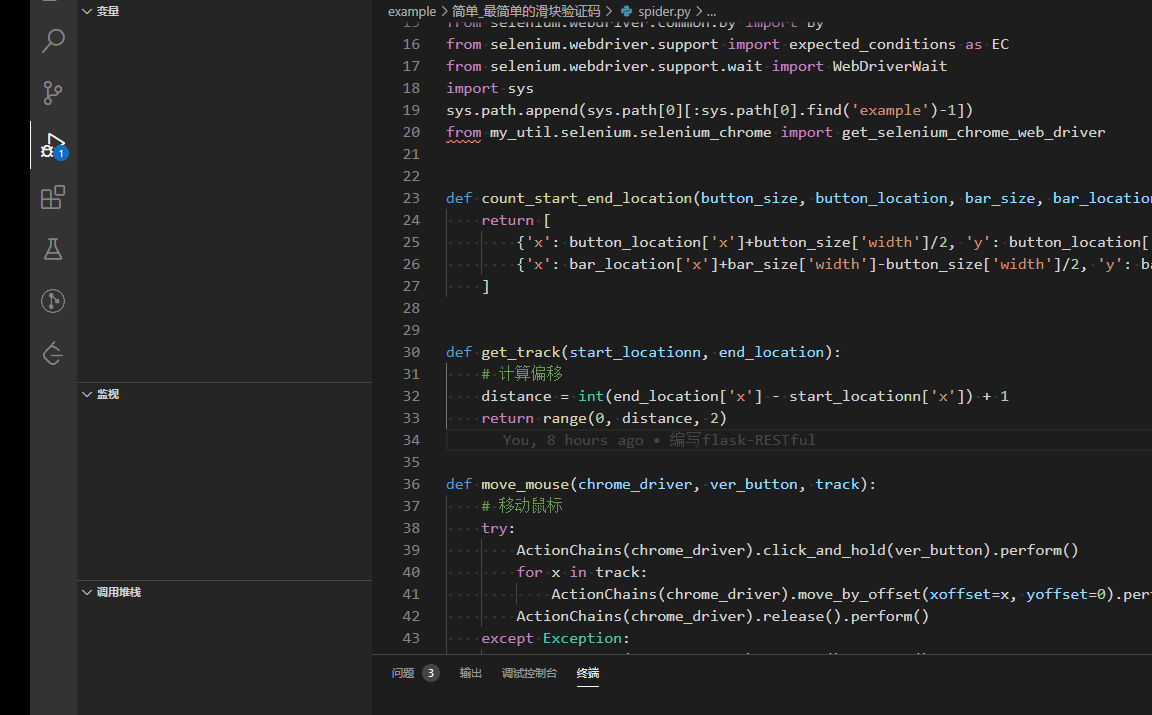 变量
监视
调用堆栈
example > 简单_最简单的滑块验证码 > spider.py > ...
15 from selenium.webdriver.common.by import By
16 from selenium.webdriver.support import expected_conditions as EC
17 from selenium.webdriver.support.wait import WebDriverWait
18 import sys
19 sys.path.append(sys.path[0][:sys.path[0].find('example')-1])
20 from my_util.selenium.selenium_chrome import get_selenium_chrome_web_driver
21
22
23 def count_start_end_location(button_size, button_location, bar_size, bar_location
24     return [
25         {'x': button_location['x']+button_size['width']/2, 'y': button_location[
26         {'x': bar_location['x']+bar_size['width']-button_size['width']/2, 'y': ba
27     ]
28
29
30 def get_track(start_locationn, end_location):
31     # 计算偏移
32     distance = int(end_location['x'] - start_locationn['x']) + 1
33     return range(0, distance, 2)
34 You, 8 hours ago • 编写flask-RESTful
35
36 def move_mouse(chrome_driver, ver_button, track):
37     # 移动鼠标
38     try:
39         ActionChains(chrome_driver).click_and_hold(ver_button).perform()
40         for x in track:
41             ActionChains(chrome_driver).move_by_offset(xoffset=x, yoffset=0).per
42         ActionChains(chrome_driver).release().perform()
43     except Exception:
问题 3 输出 调试控制台 终端
1